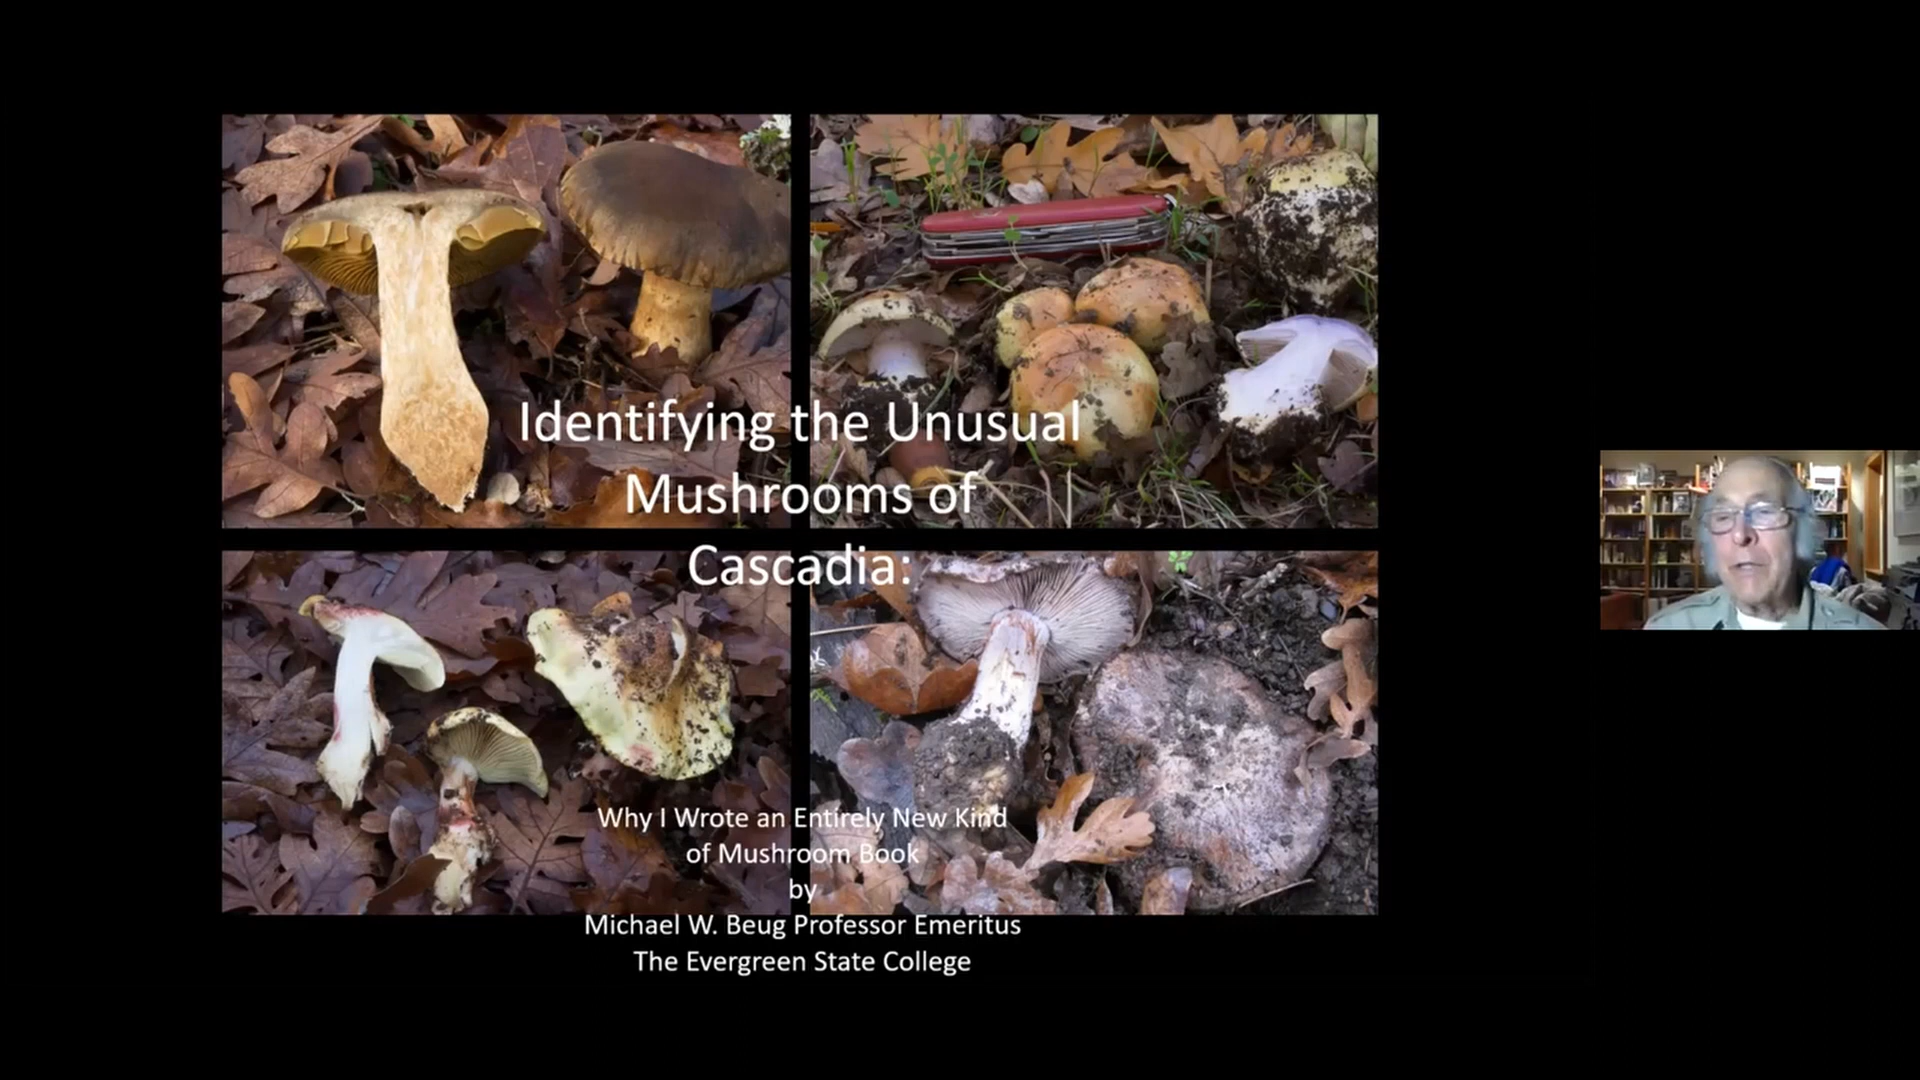 Identifying the Unusual
Mushrooms of
Cascadia:
Why I Wrote an Entirely New Kind
of Mushroom Book
by
Michael W. Beug Professor Emeritus
The Evergreen State College